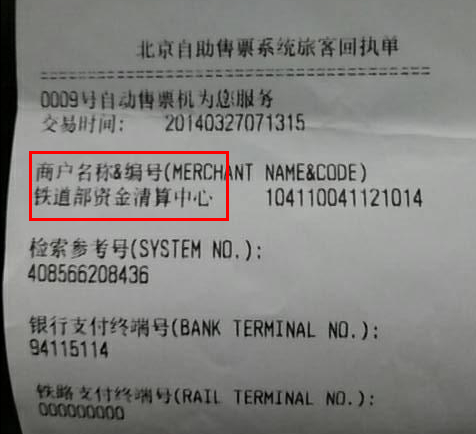 北京自助售票系统旅客回执单
========================================
0009号自动售票机为您服务
交易时间: 20140327071315
商户名称&编号(MERCHANT NAME&CODE)
铁道部资金清算中心 104110041121014
检索参考号(SYSTEM NO.):
408566208436
银行支付终端号(BANK TERMINAL NO.):
94115114
铁路支付终端号(RAIL TERMINAL NO.):
000000000